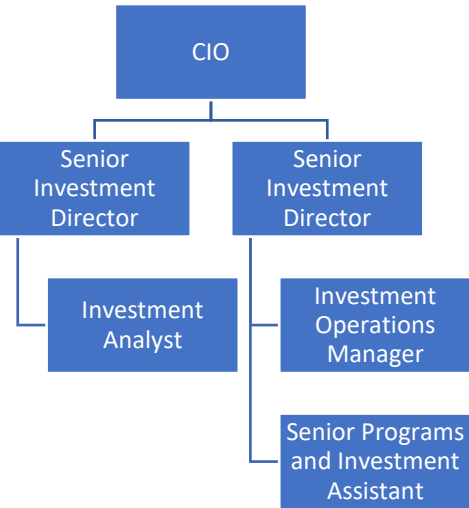 CIO
Senior
Investment
Director
Senior
Investment
Director
Investment
Analyst
Investment
Operations
Manager
Senior Programs
and Investment
Assistant